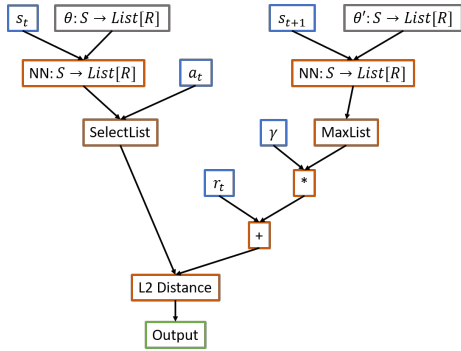 s_t
θ: S → List[R]
s_{t+1}
θ′: S → List[R]
NN: S → List[R]
NN: S → List[R]
a_t
SelectList
γ
MaxList
r_t
*
+
L2 Distance
Output